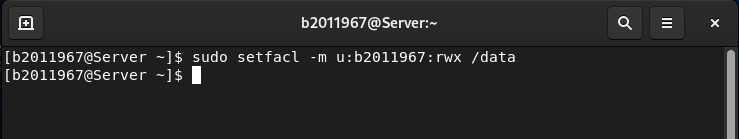 b2011967@Server:~
[b2011967@Server ~]$ sudo setfacl -m u:b2011967:rwx /data
[b2011967@Server ~]$